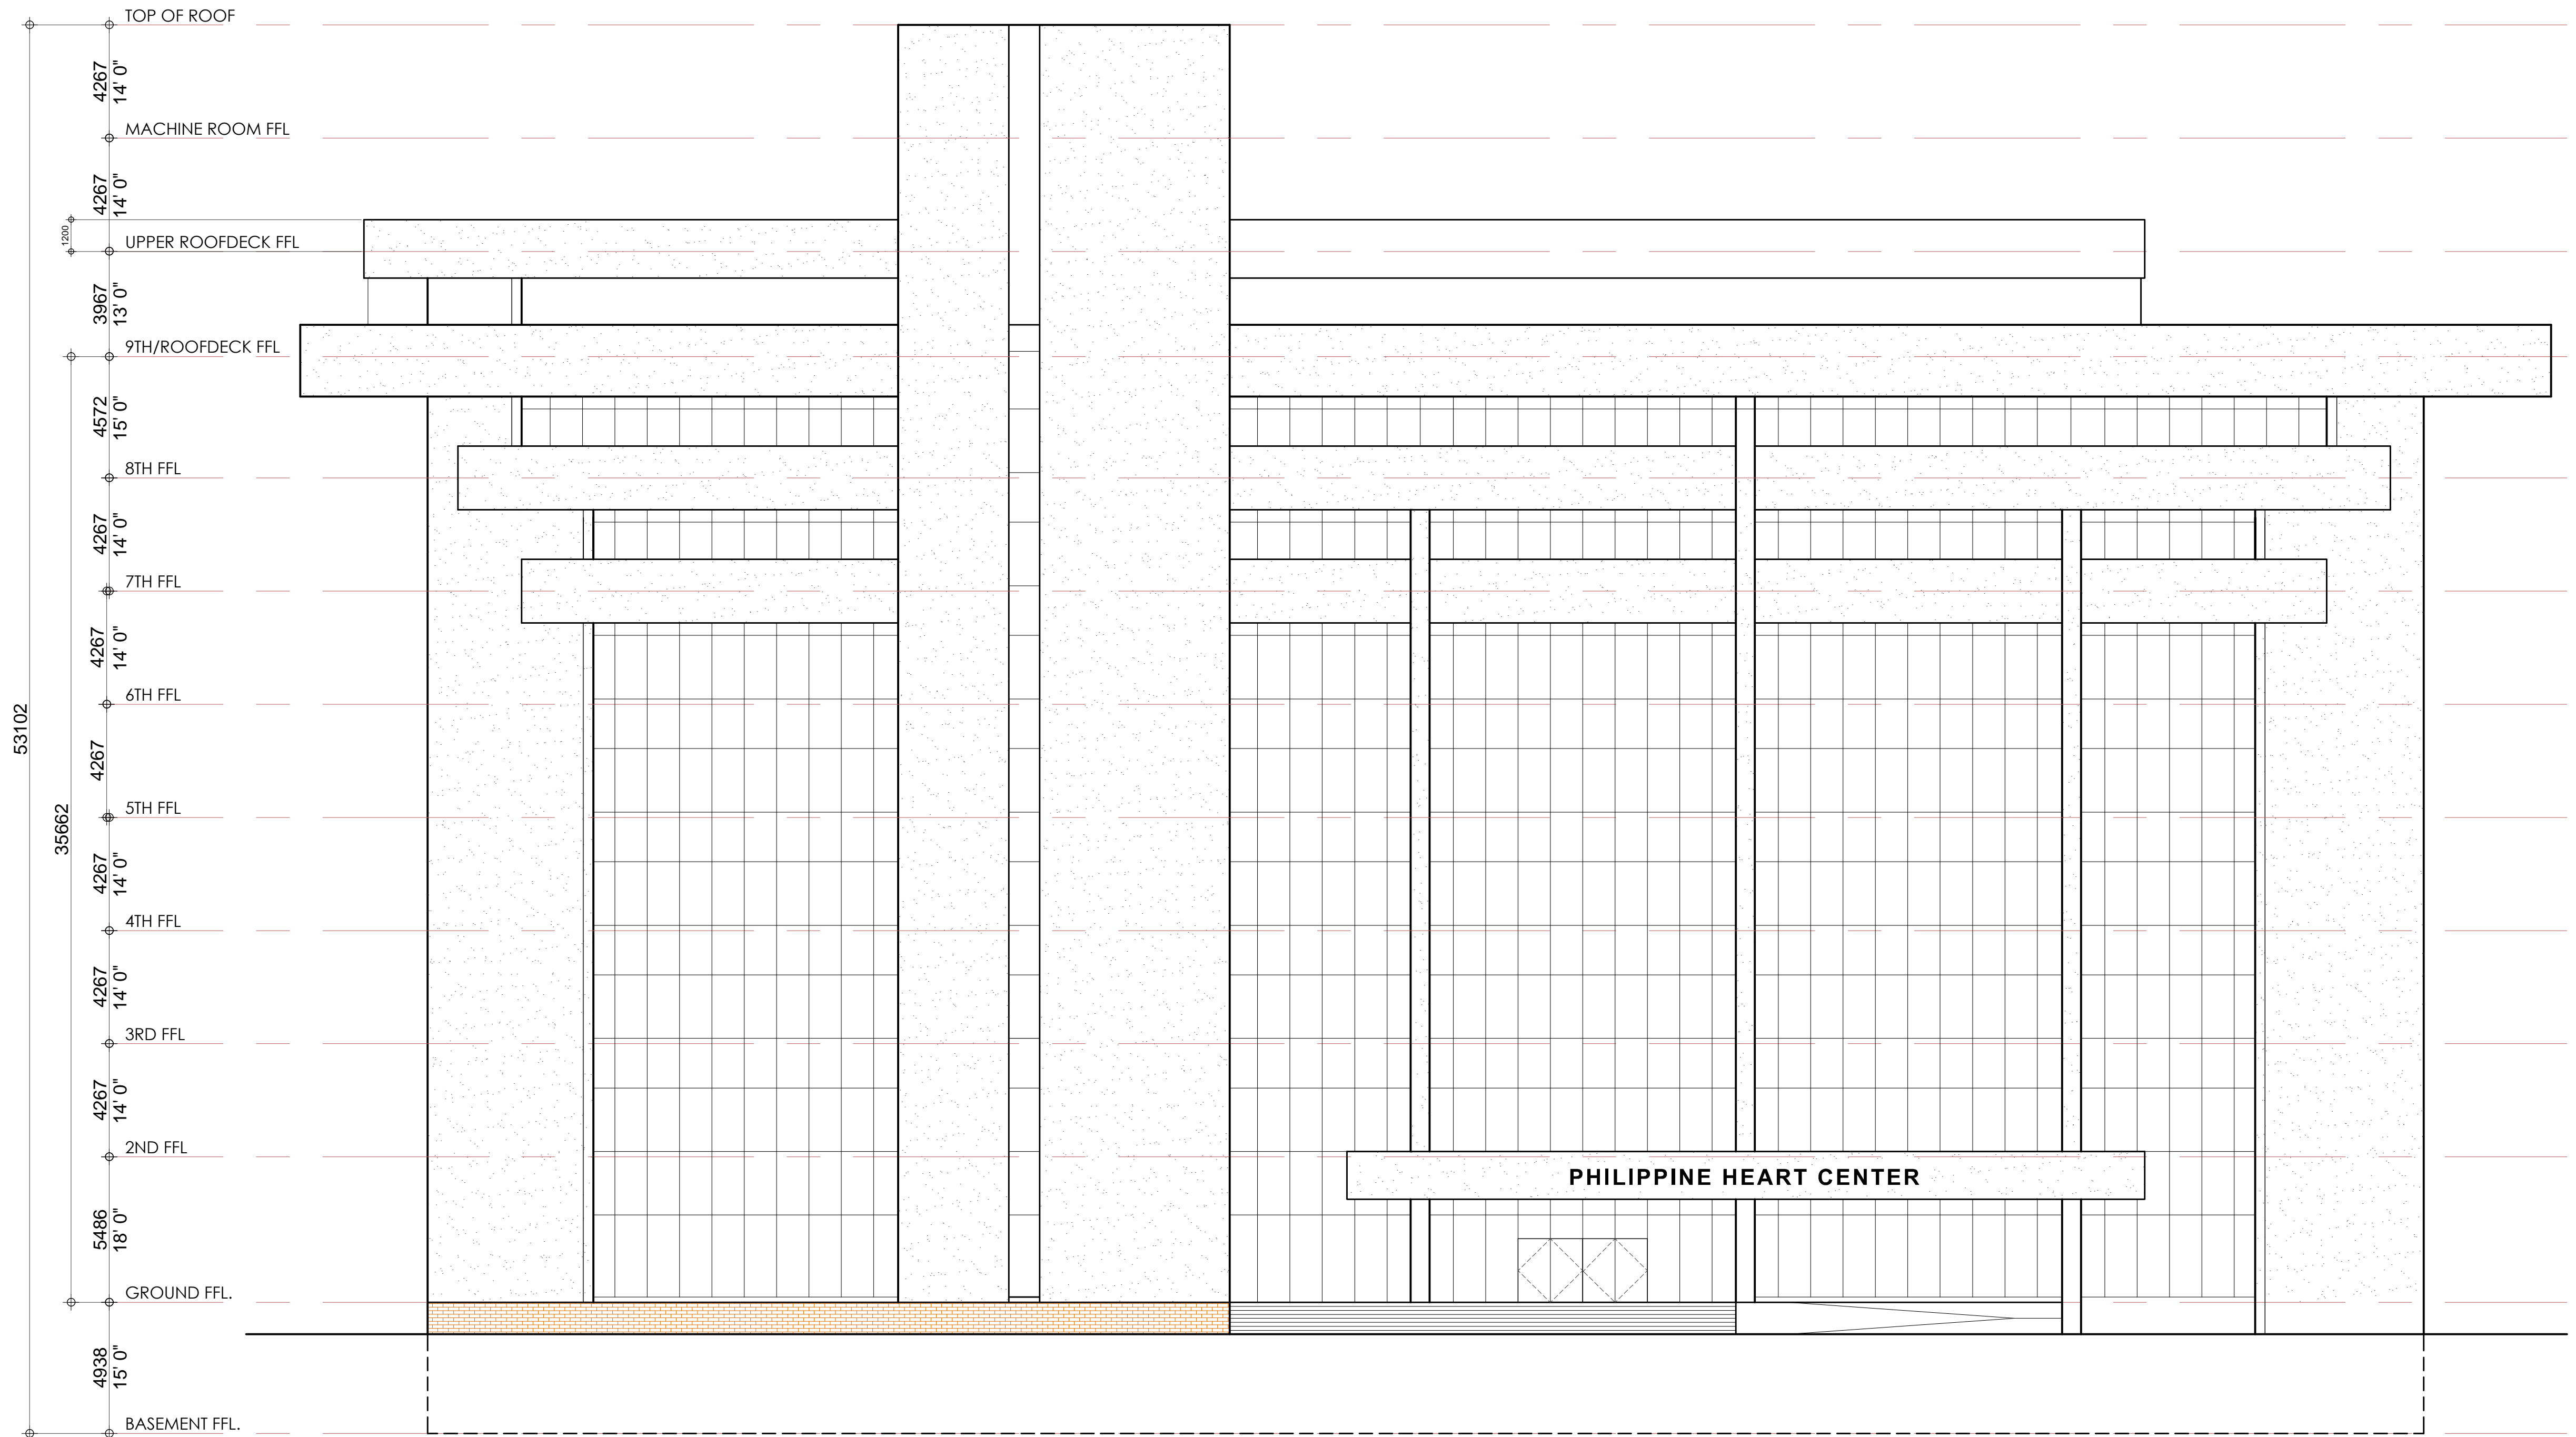 TOP OF ROOF
4267
14' 0"
MACHINE ROOM FFL
4267
14' 0"
1200
UPPER ROOFDECK FFL
3967
13' 0"
9TH/ROOFDECK FFL
4572
15' 0"
8TH FFL
4267
14' 0"
7TH FFL
4267
14' 0"
6TH FFL
53102
4267
5TH FFL
35662
4267
14' 0"
4TH FFL
4267
14' 0"
3RD FFL
4267
14' 0"
2ND FFL
PHILIPPINE HEART CENTER
5486
18' 0"
GROUND FFL.
4938
15' 0"
BASEMENT FFL.